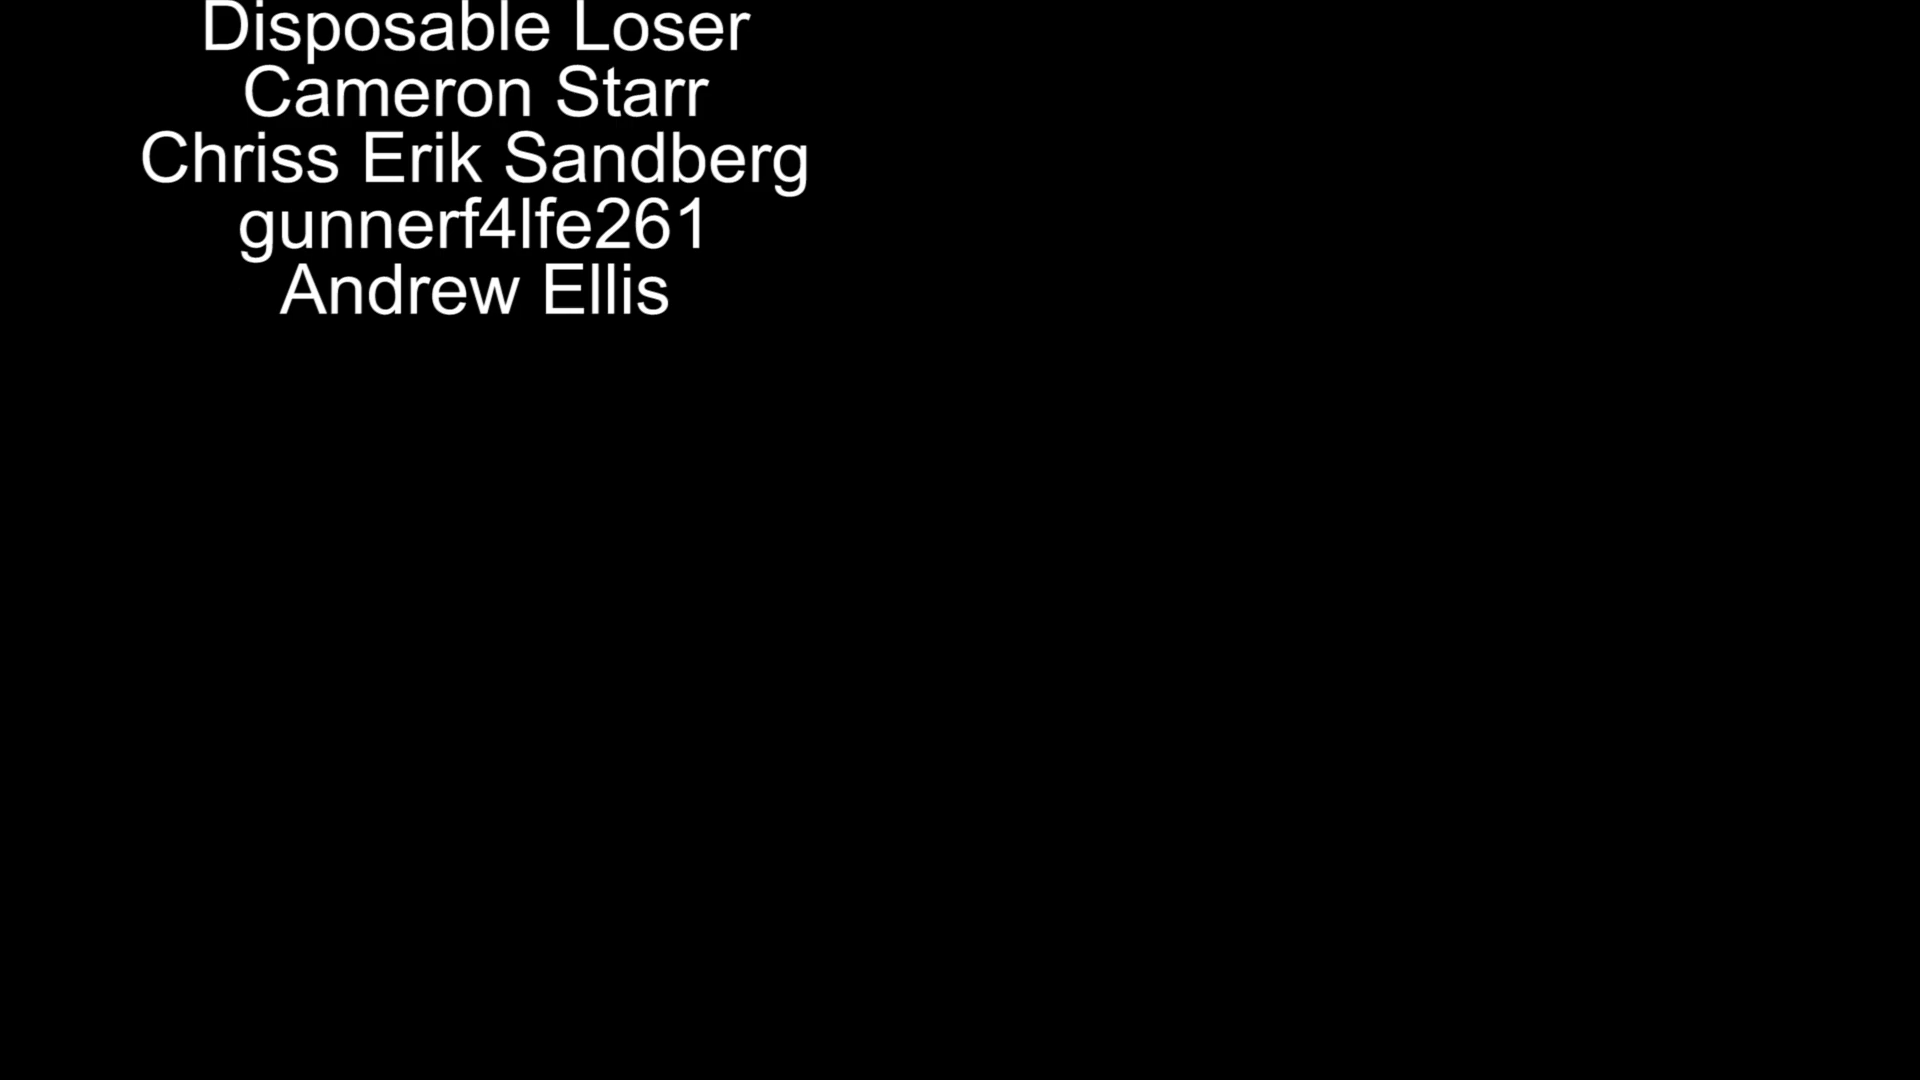 Disposable Loser
Cameron Starr
Chriss Erik Sandberg
gunnerf4lfe261
Andrew Ellis